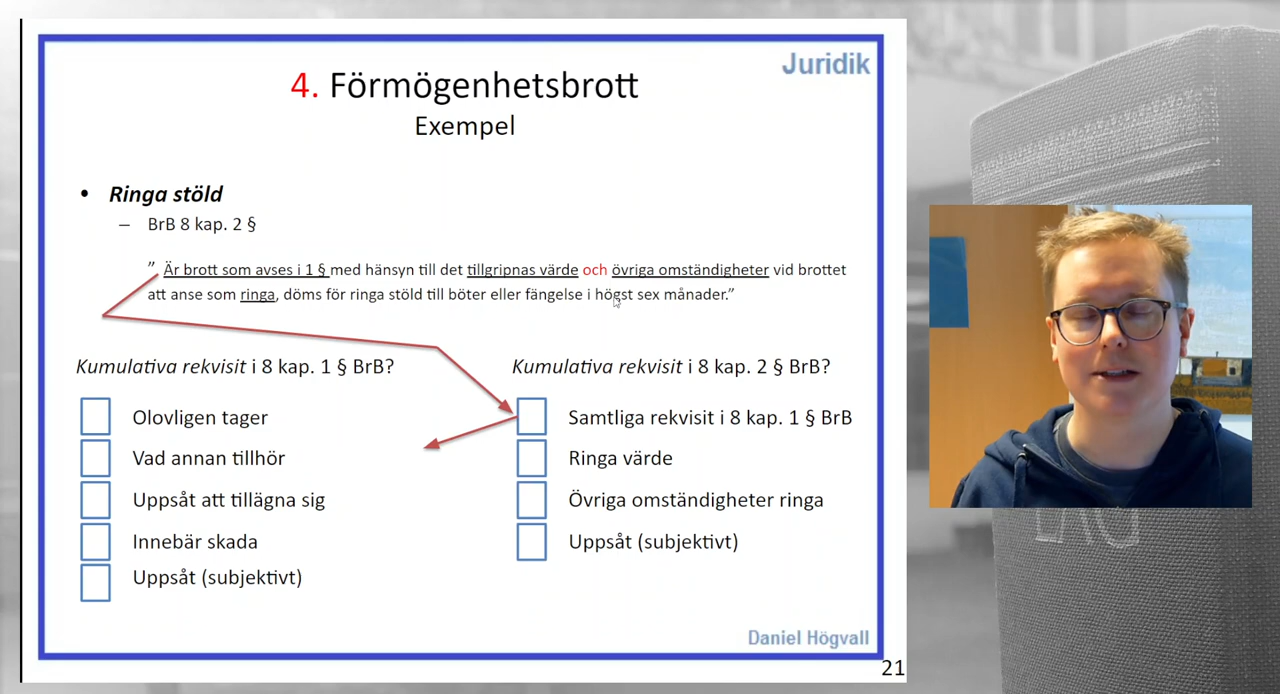 Juridik
4. Förmögenhetsbrott
Exempel
• Ringa stöld
– BrB 8 kap. 2 §
” Är brott som avses i 1 § med hänsyn till det tillgripnas värde och övriga omständigheter vid brottet
att anse som ringa, döms för ringa stöld till böter eller fängelse i högst sex månader.”
Kumulativa rekvisit i 8 kap. 1 § BrB?
Olovligen tager
Vad annan tillhör
Uppsåt att tillägna sig
Innebär skada
Uppsåt (subjektivt)
Kumulativa rekvisit i 8 kap. 2 § BrB?
Samtliga rekvisit i 8 kap. 1 § BrB
Ringa värde
Övriga omständigheter ringa
Uppsåt (subjektivt)
Daniel Högvall
21